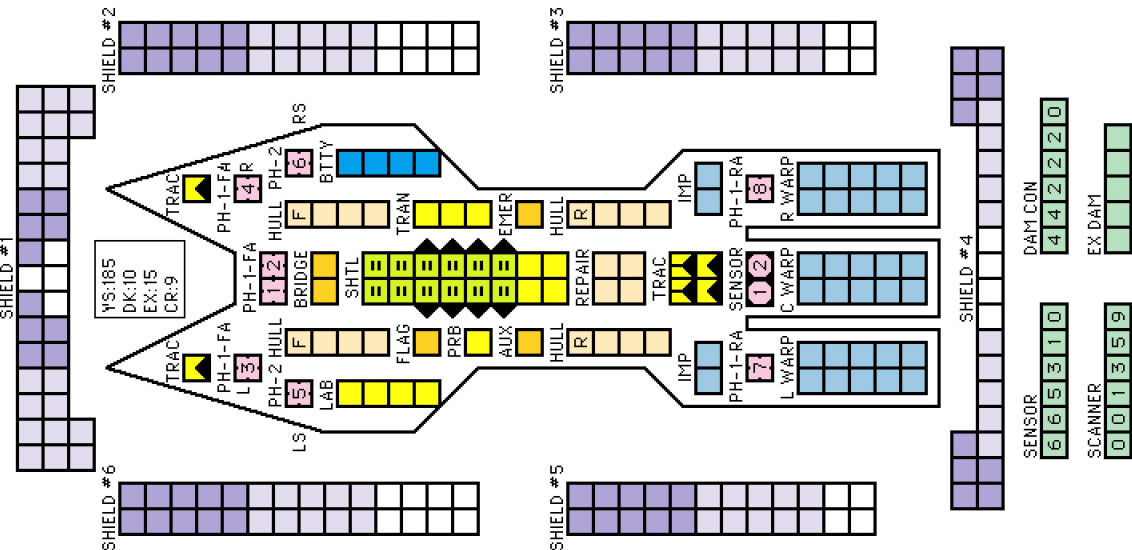 SHIELD #2
SHIELD #3
SHIELD #1
YS:185
DK:10
EX:15
CR:9
TRAC
PH-1-FA
4 R
PH-2
6
RS
BTTY
HULL
F
TRAN
EMER
HULL
R
IMP
PH-1-RA
8
R WARP
PH-1-FA
1 2
BRIDGE
SHTL
= = = = = =
= = = = = =
REPAIR
TRAC
SENSOR
1 2
C WARP
SHIELD #4
DAM CON
4 4 2 2 2 0
EX DAM
TRAC
PH-1-FA
L 3
PH-2
5
LS
LAB
HULL
F
FLAG
PRB
AUX
HULL
R
IMP
PH-1-RA
7
L WARP
SENSOR
6 6 5 3 1 0
SCANNER
0 0 1 3 5 9
SHIELD #6
SHIELD #5